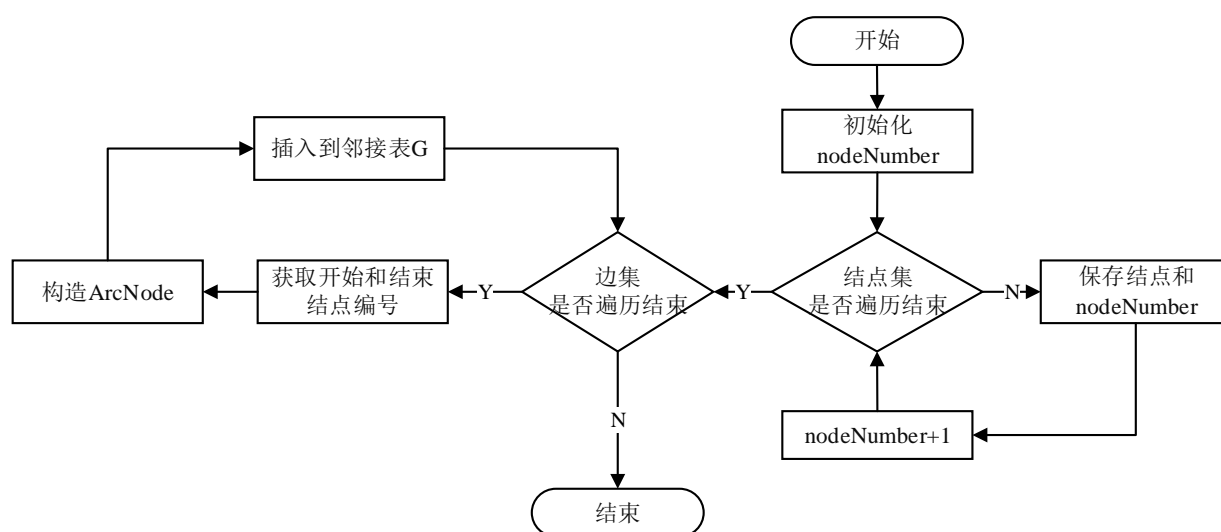 开始
初始化
nodeNumber
插入到邻接表G
构造ArcNode
获取开始和结束
结点编号
Y
边集
是否遍历结束
Y
结点集
是否遍历结束
N
保存结点和
nodeNumber
N
nodeNumber+1
结束